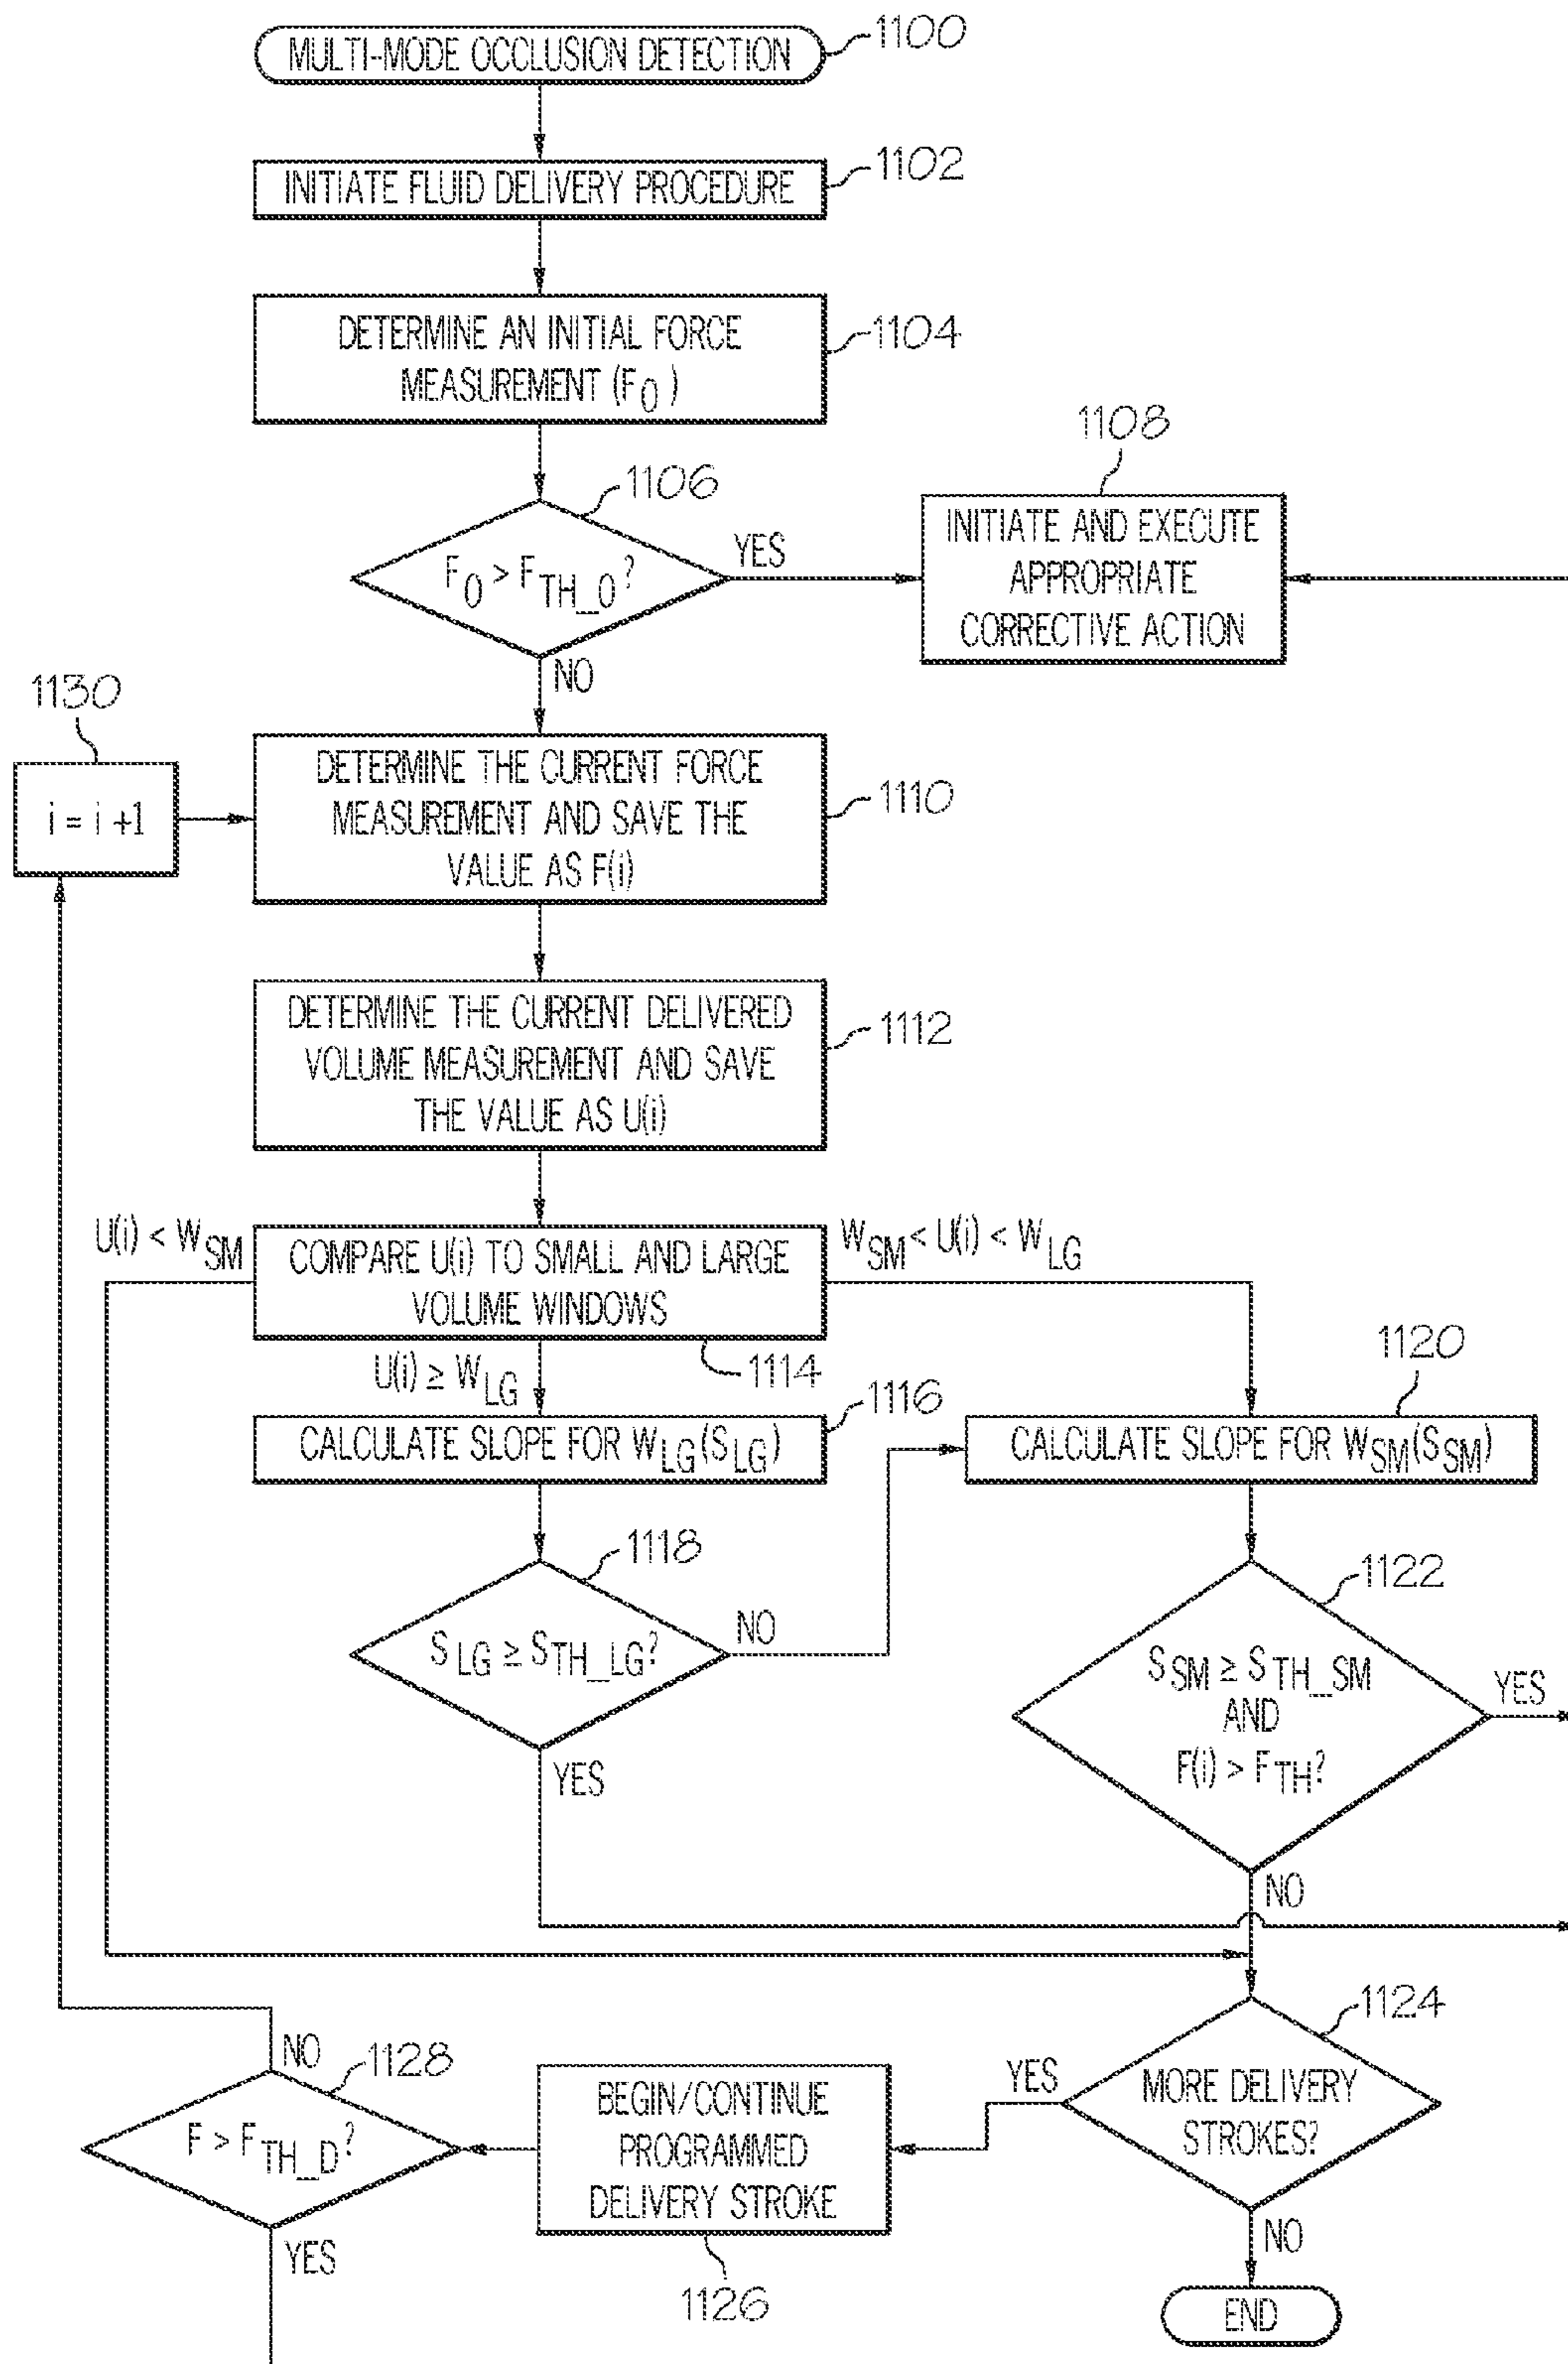 MULTI-MODE OCCLUSION DETECTION
1100
INITIATE FLUID DELIVERY PROCEDURE
1102
DETERMINE AN INITIAL FORCE
MEASUREMENT (F0)
1104
1106
F0 > FTH_0?
YES
NO
1108
INITIATE AND EXECUTE
APPROPRIATE
CORRECTIVE ACTION
1130
i = i +1
DETERMINE THE CURRENT FORCE
MEASUREMENT AND SAVE THE
VALUE AS F(i)
1110
DETERMINE THE CURRENT DELIVERED
VOLUME MEASUREMENT AND SAVE
THE VALUE AS U(i)
1112
U(i) < WSM
COMPARE U(i) TO SMALL AND LARGE
VOLUME WINDOWS
WSM < U(i) < WLG
1114
U(i) ≥ WLG
1116
CALCULATE SLOPE FOR WLG(SLG)
1120
CALCULATE SLOPE FOR WSM(SSM)
1118
SLG ≥ STH_LG?
NO
YES
1122
SSM ≥ STH_SM
AND
F(i) > FTH?
YES
NO
1124
MORE DELIVERY
STROKES?
YES
NO
BEGIN/CONTINUE
PROGRAMMED
DELIVERY STROKE
1126
1128
F > FTH_D?
NO
YES
END